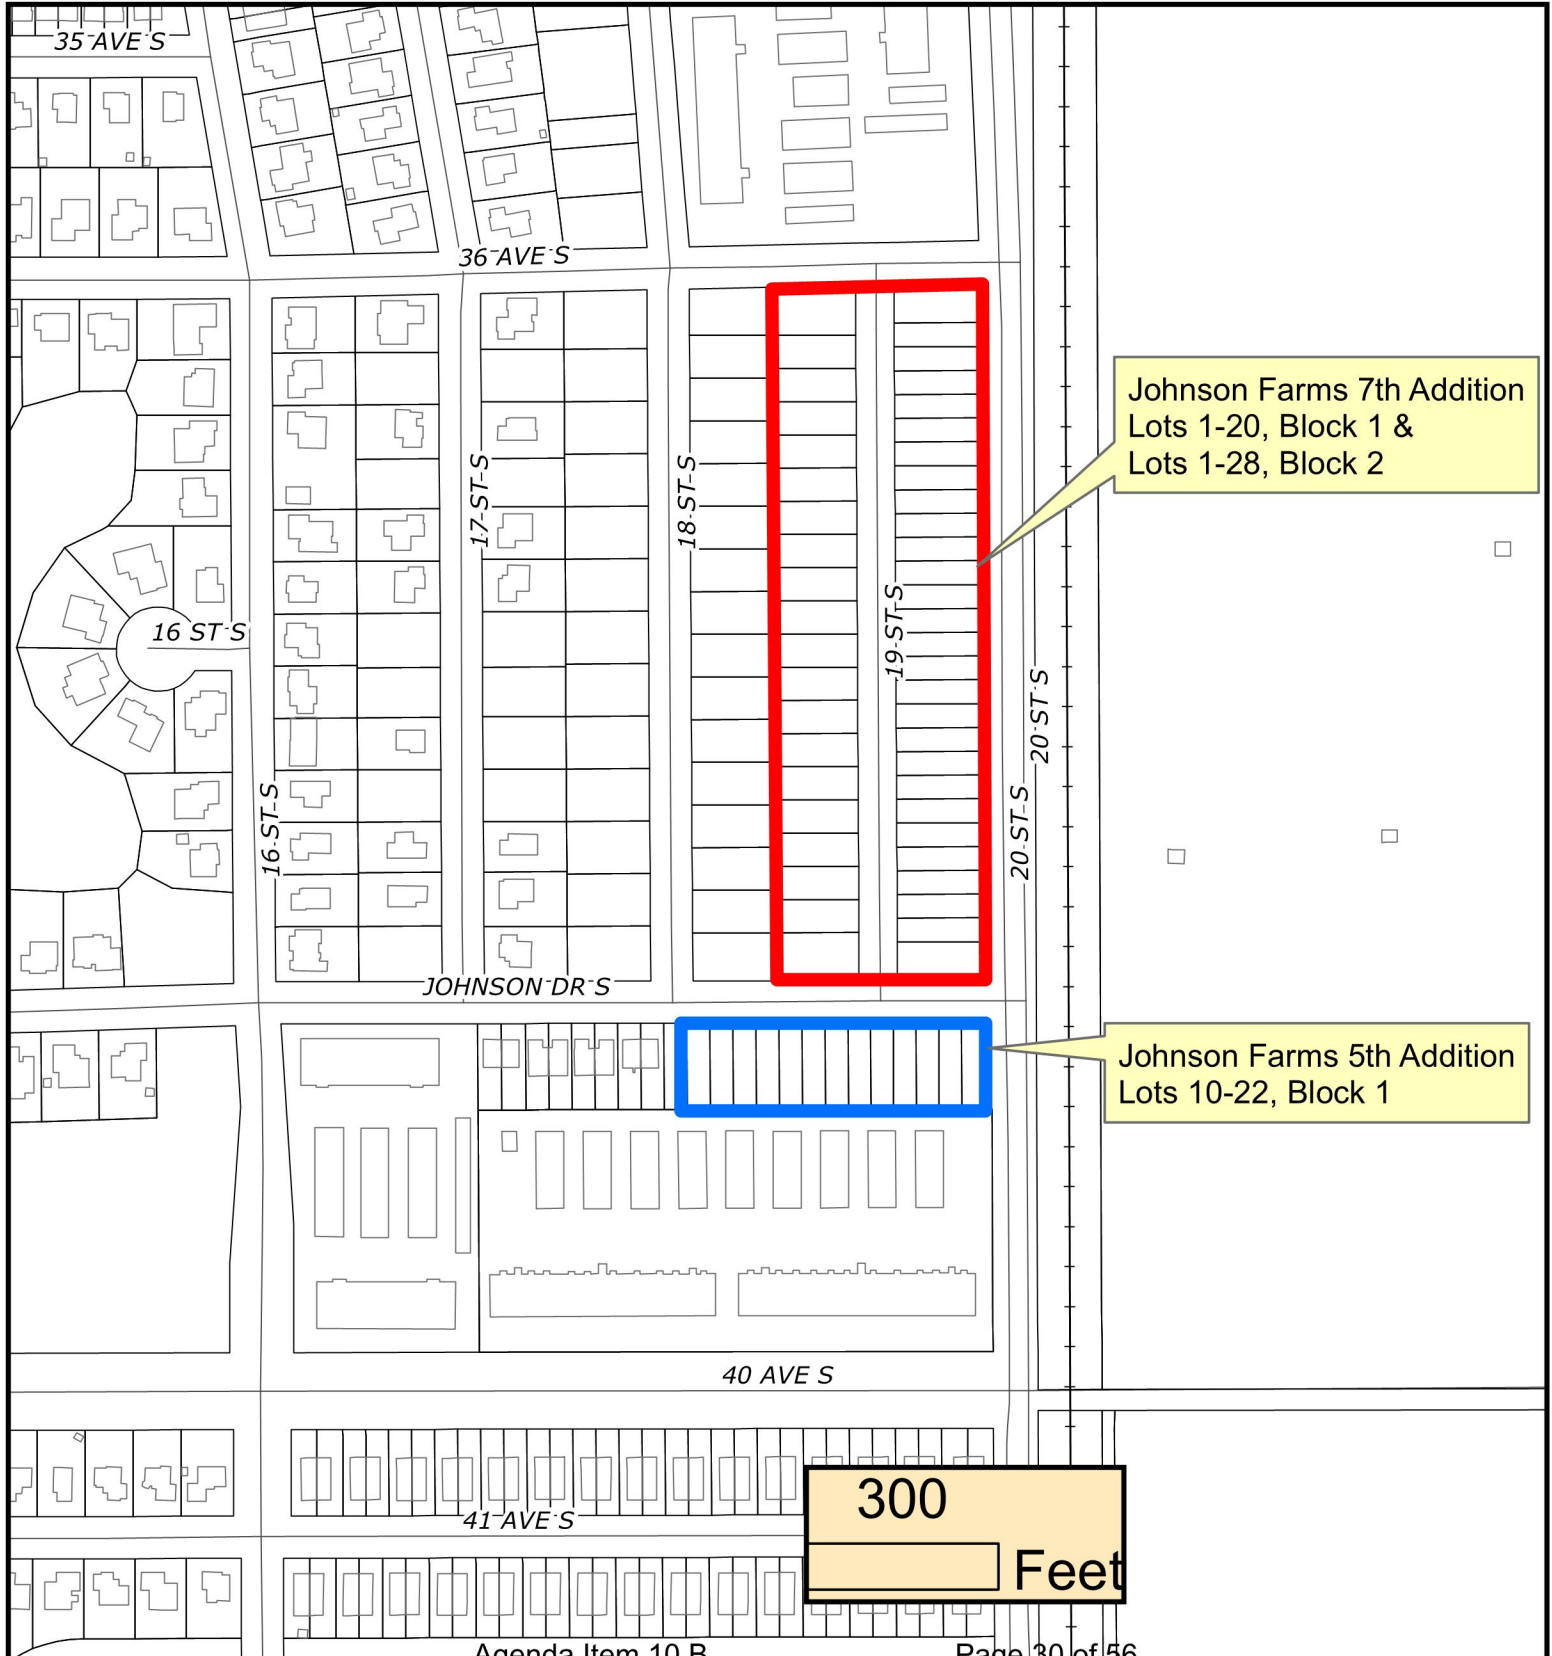 35 AVE S
36 AVE S
Johnson Farms 7th Addition
Lots 1-20, Block 1 &
Lots 1-28, Block 2
17 ST S
18 ST S
19 ST S
16 ST S
20 ST S
16 ST S
20 ST S
JOHNSON DR S
Johnson Farms 5th Addition
Lots 10-22, Block 1
40 AVE S
300
41 AVE S
Feet
Agenda Item 10 B
Page 30 of 56